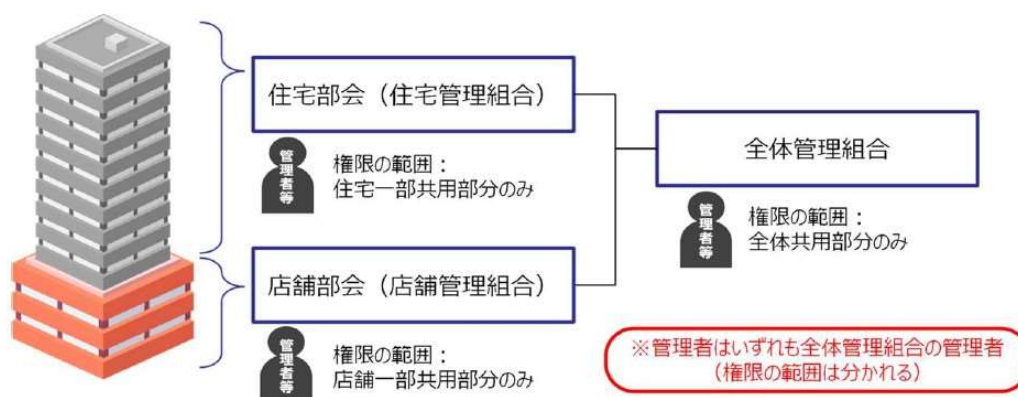 住宅部会（住宅管理組合）
管理者等
権限の範囲：
住宅一部共用部分のみ
全体管理組合
管理者等
権限の範囲：
全体共用部分のみ
店舗部会（店舗管理組合）
管理者等
権限の範囲：
店舗一部共用部分のみ
※管理者はいずれも全体管理組合の管理者
（権限の範囲は分かれる）